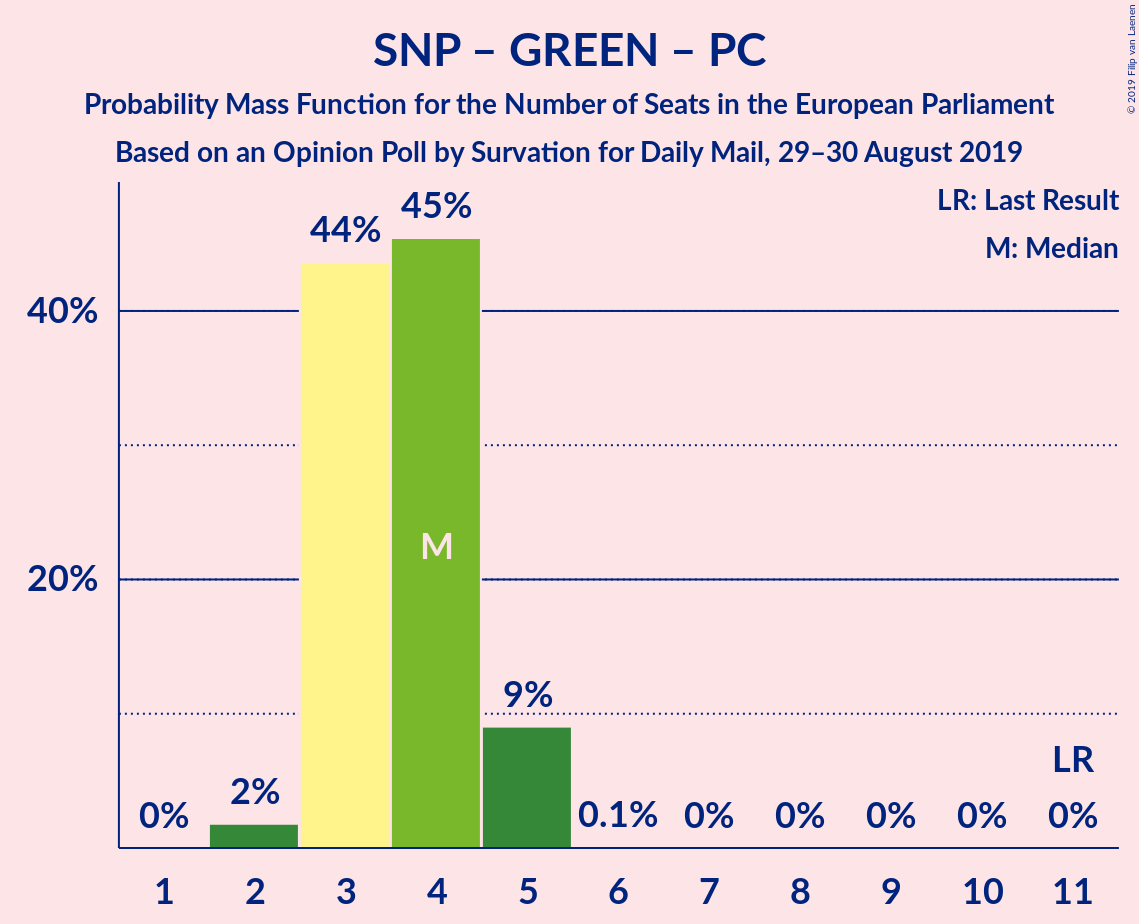 SNP – GREEN – PC
Probability Mass Function for the Number of Seats in the European Parliament
Based on an Opinion Poll by Survation for Daily Mail, 29–30 August 2019
© 2019 Filip van Laenen
LR: Last Result
M: Median
40%
20%
0%
2%
44%
45%
M
9%
0.1%
0%
0%
0%
0%
LR
0%
1 2 3 4 5 6 7 8 9 10 11